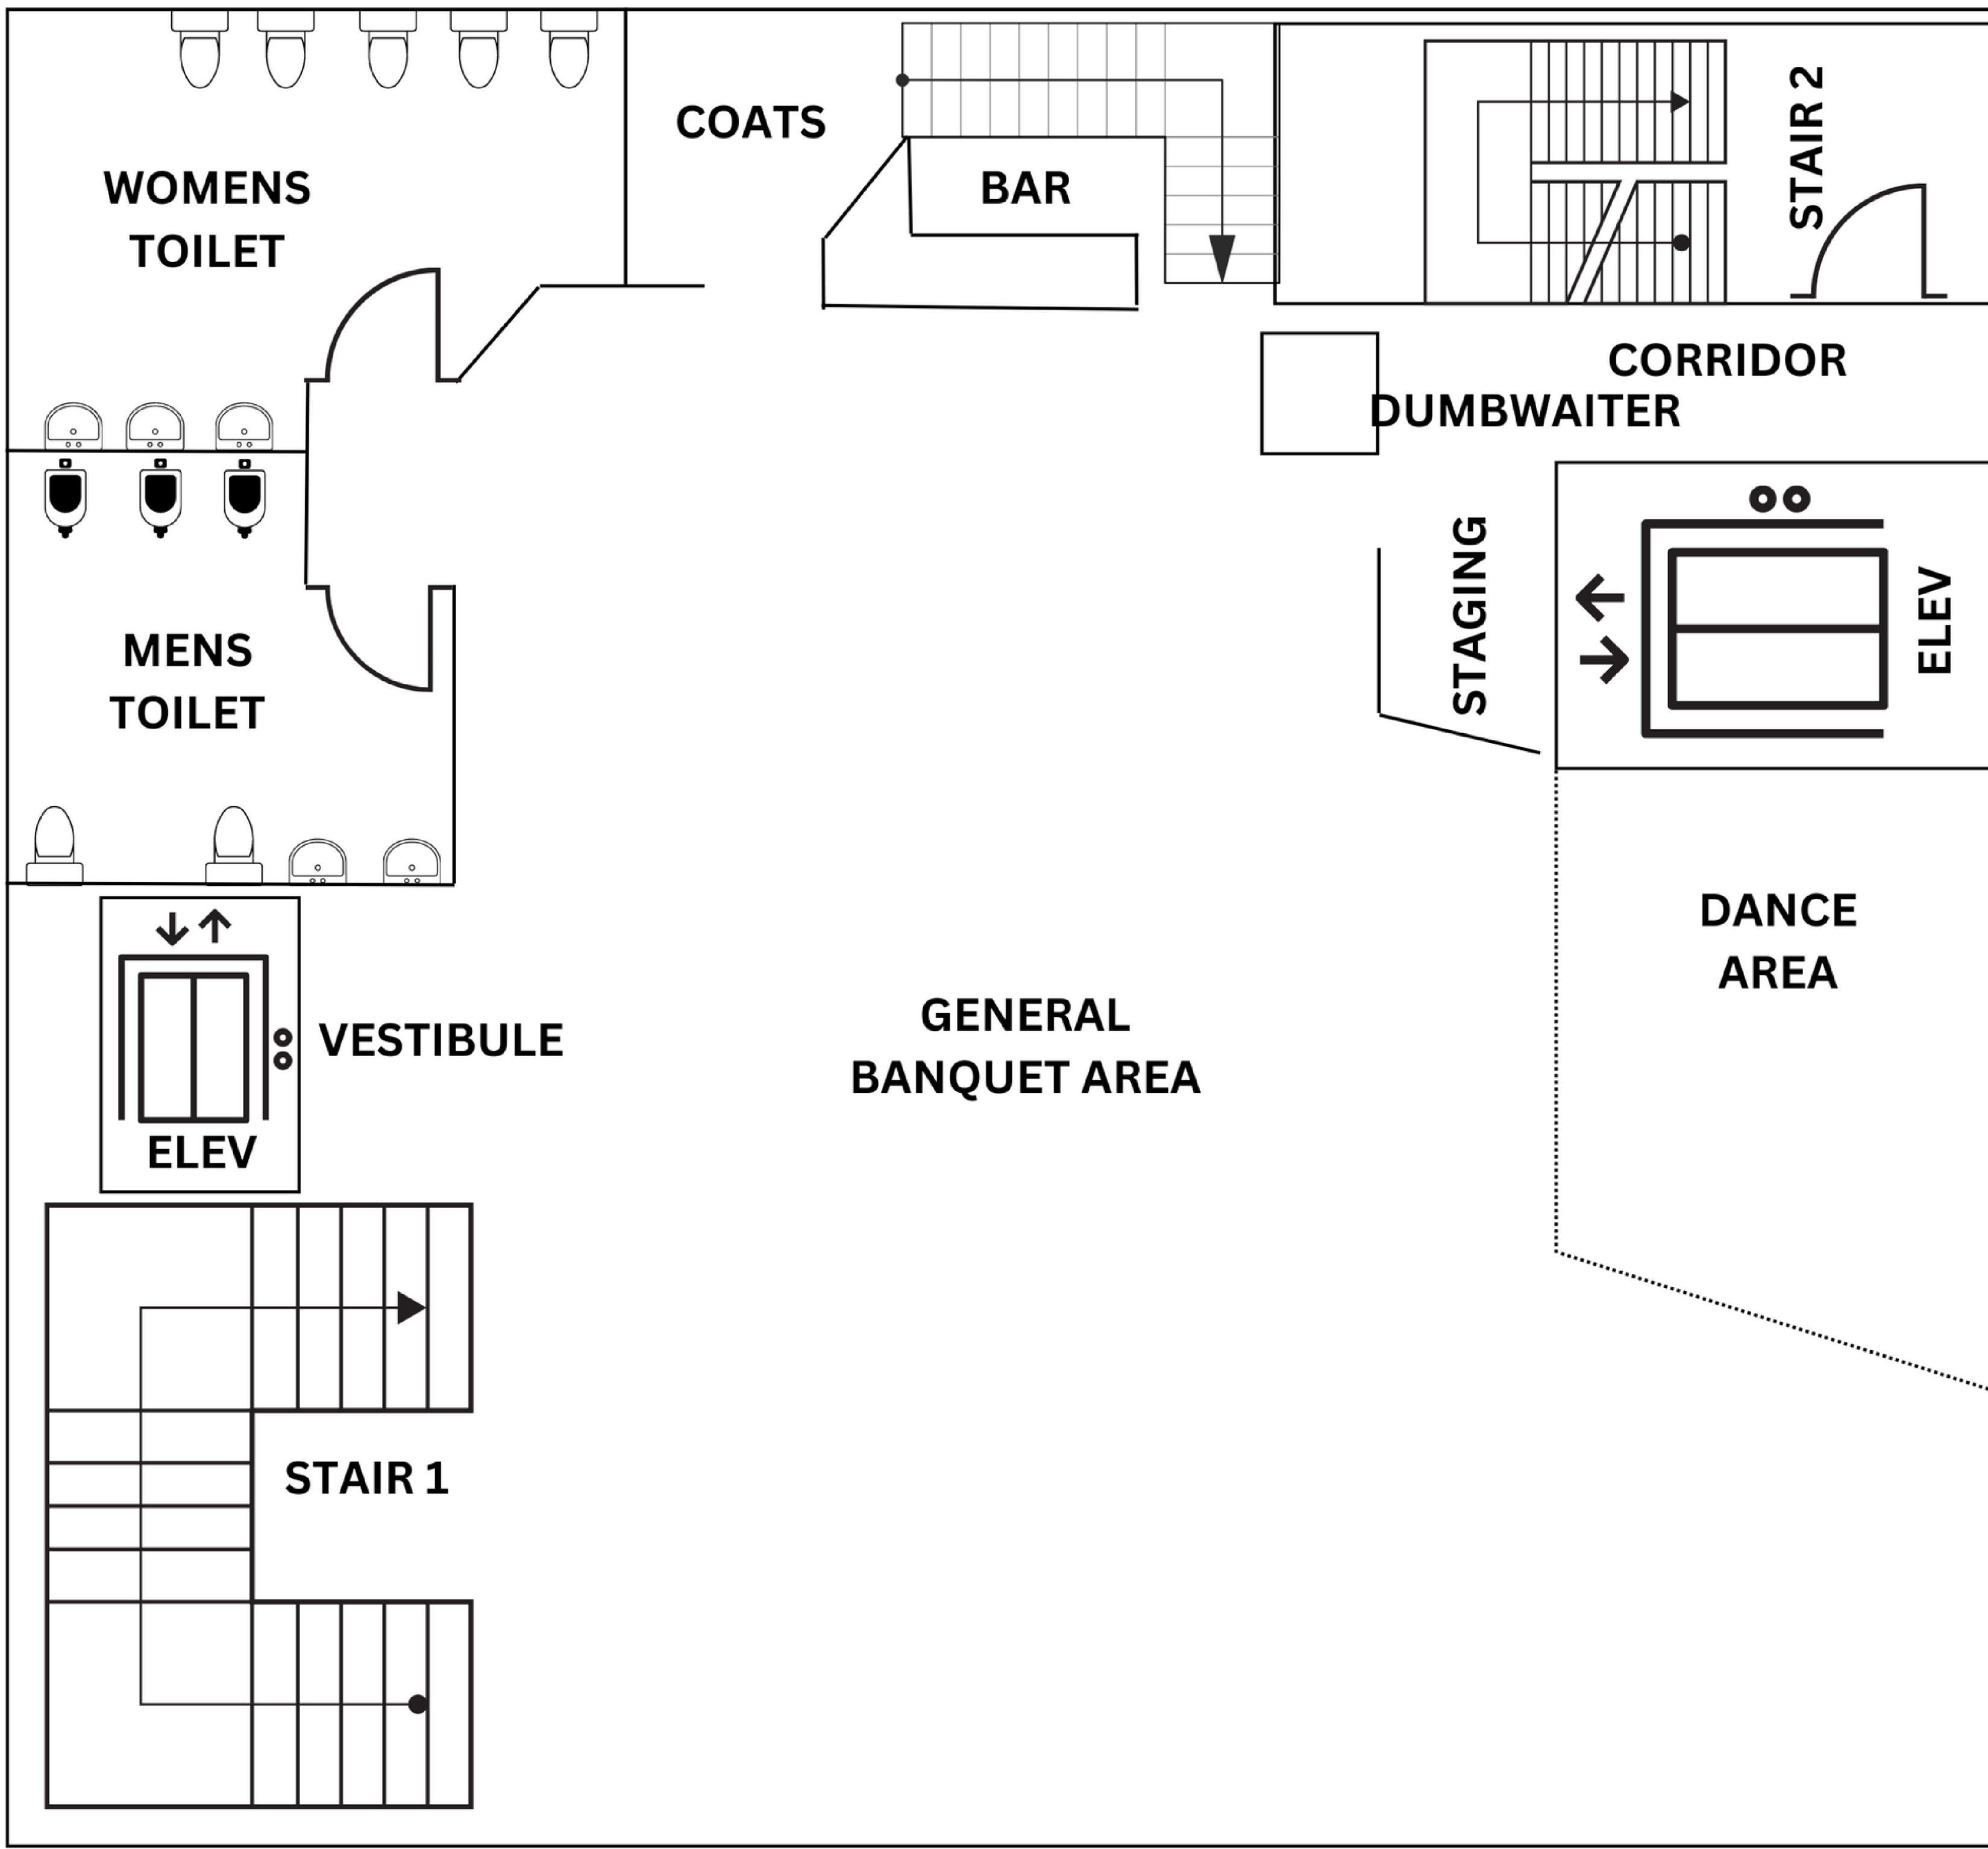 COATS
STAIR 2
WOMENS
TOILET
BAR
CORRIDOR
DUMBWAITER
STAGING
ELEV
MENS
TOILET
DANCE
AREA
GENERAL
BANQUET AREA
VESTIBULE
ELEV
STAIR 1